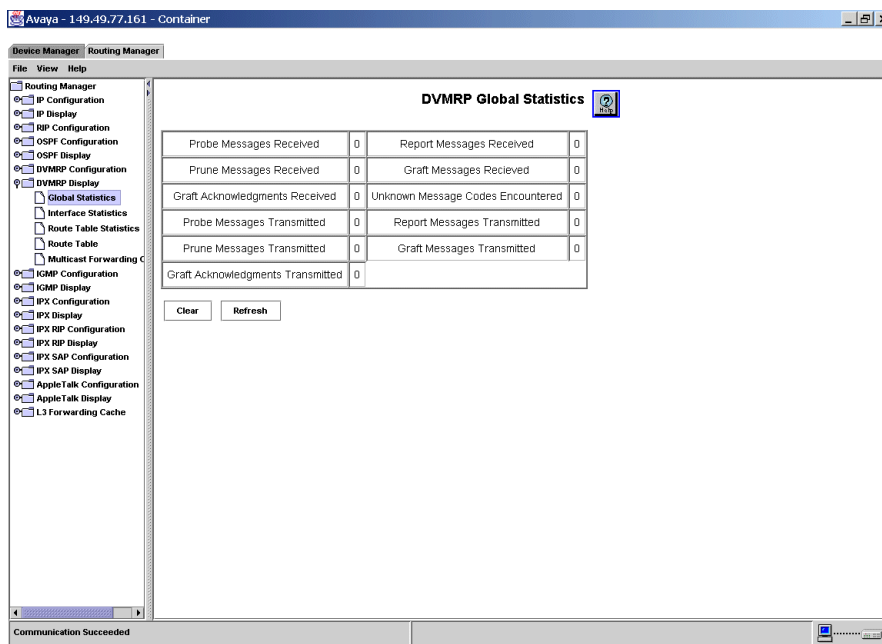 Avaya - 149.49.77.161 - Container
Device Manager Routing Manager
File View Help
Routing Manager
IP Configuration
IP Display
RIP Configuration
OSPF Configuration
OSPF Display
DVMRP Configuration
DVMRP Display
Global Statistics
Interface Statistics
Route Table Statistics
Route Table
Multicast Forwarding C
IGMP Configuration
IGMP Display
IPX Configuration
IPX Display
IPX RIP Configuration
IPX RIP Display
IPX SAP Configuration
IPX SAP Display
AppleTalk Configuration
AppleTalk Display
L3 Forwarding Cache
DVMRP Global Statistics
Help
Probe Messages Received 0 Report Messages Received 0
Prune Messages Received 0 Graft Messages Recieved 0
Graft Acknowledgments Received 0 Unknown Message Codes Encountered 0
Probe Messages Transmitted 0 Report Messages Transmitted 0
Prune Messages Transmitted 0 Graft Messages Transmitted 0
Graft Acknowledgments Transmitted 0
Clear Refresh
Communication Succeeded